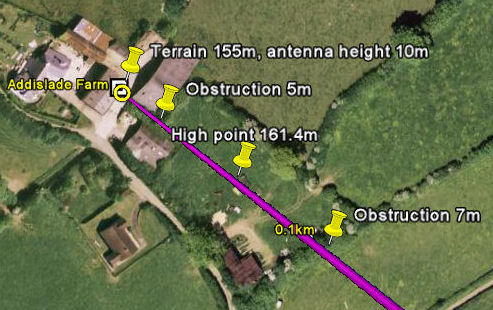 Terrain 155m, antenna height 10m
Addislade Farm
Obstruction 5m
High point 161.4m
Obstruction 7m
0.1km